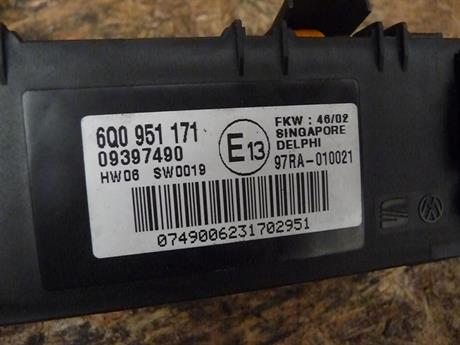 6Q0 951 171
09397490
HW06 SW0019
E13
FKW : 46/02
SINGAPORE
DELPHI
97RA-010021
0749006231702951